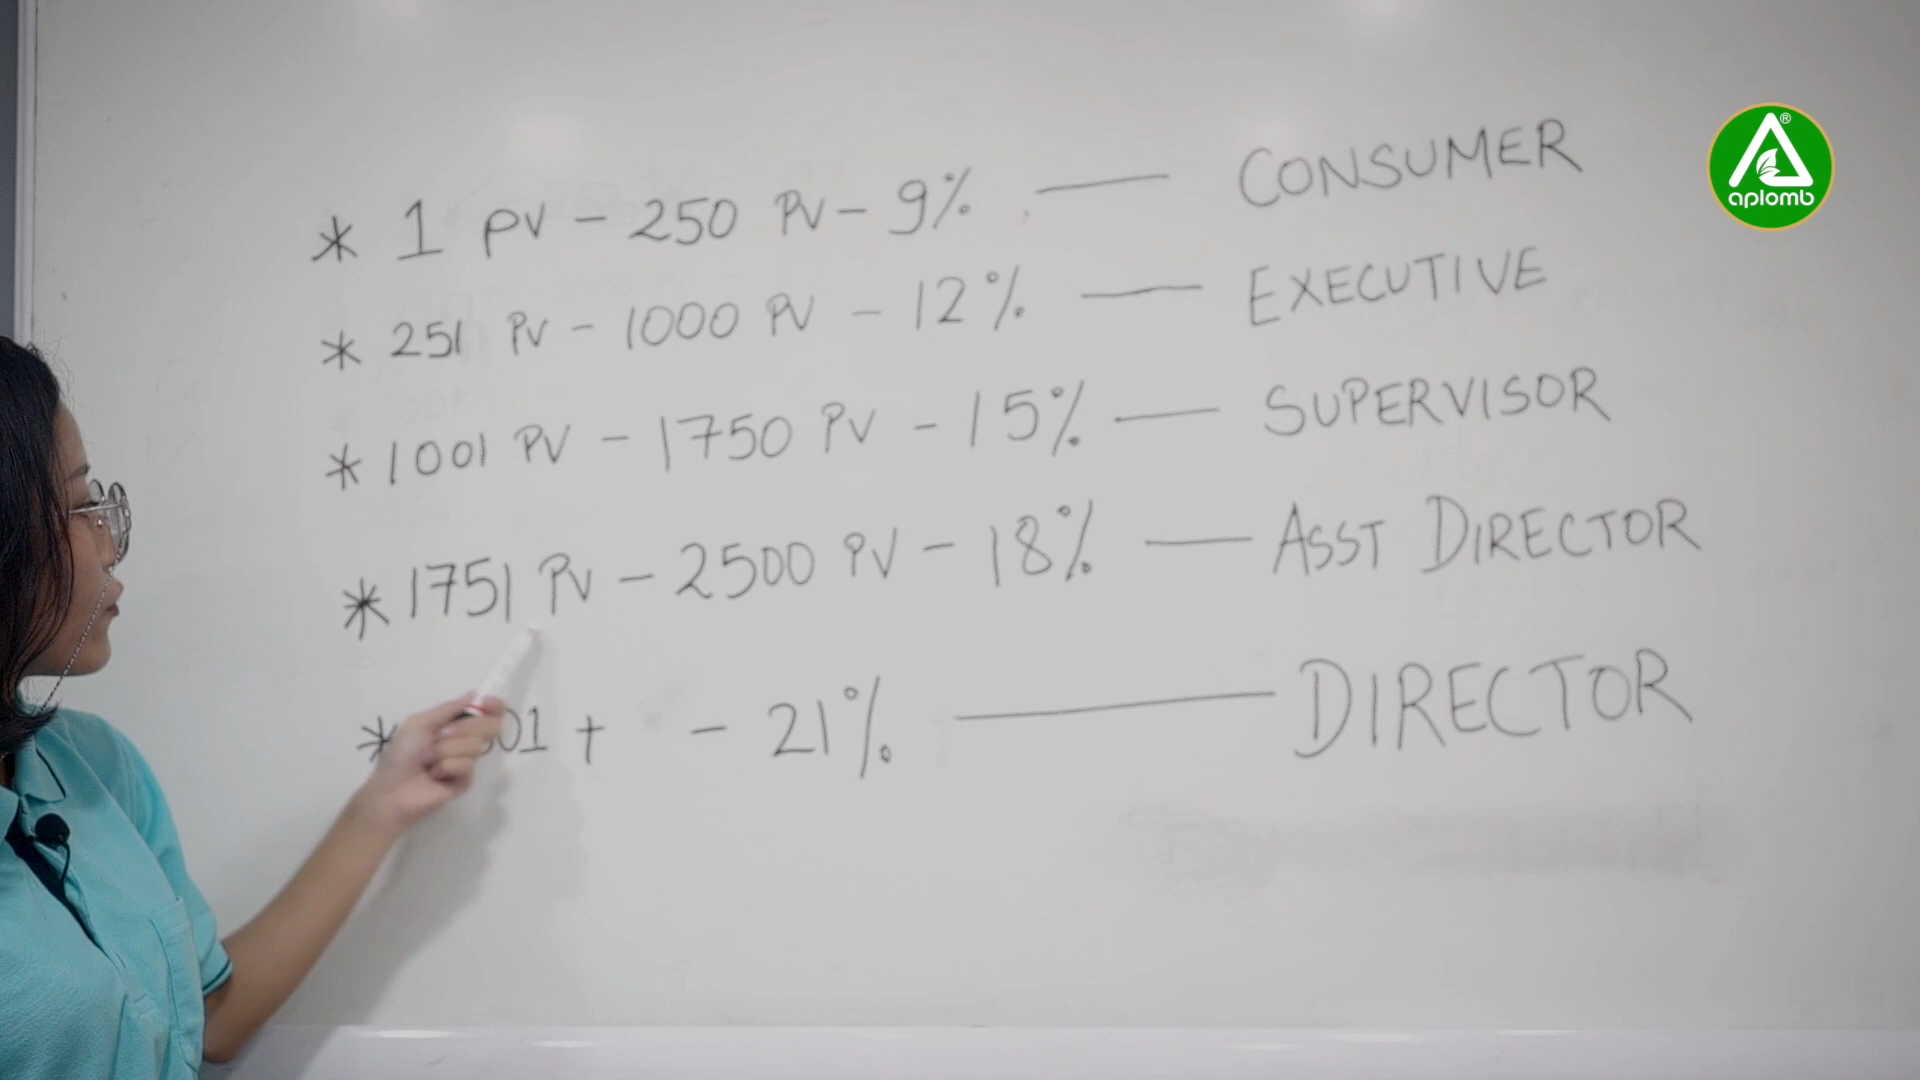 * 1 PV - 250 PV - 9% — CONSUMER
* 251 PV - 1000 PV - 12% — EXECUTIVE
* 1001 PV - 1750 PV - 15% — SUPERVISOR
* 1751 PV - 2500 PV - 18% — ASST DIRECTOR
* 01 + - 21% — DIRECTOR
aplomb
®